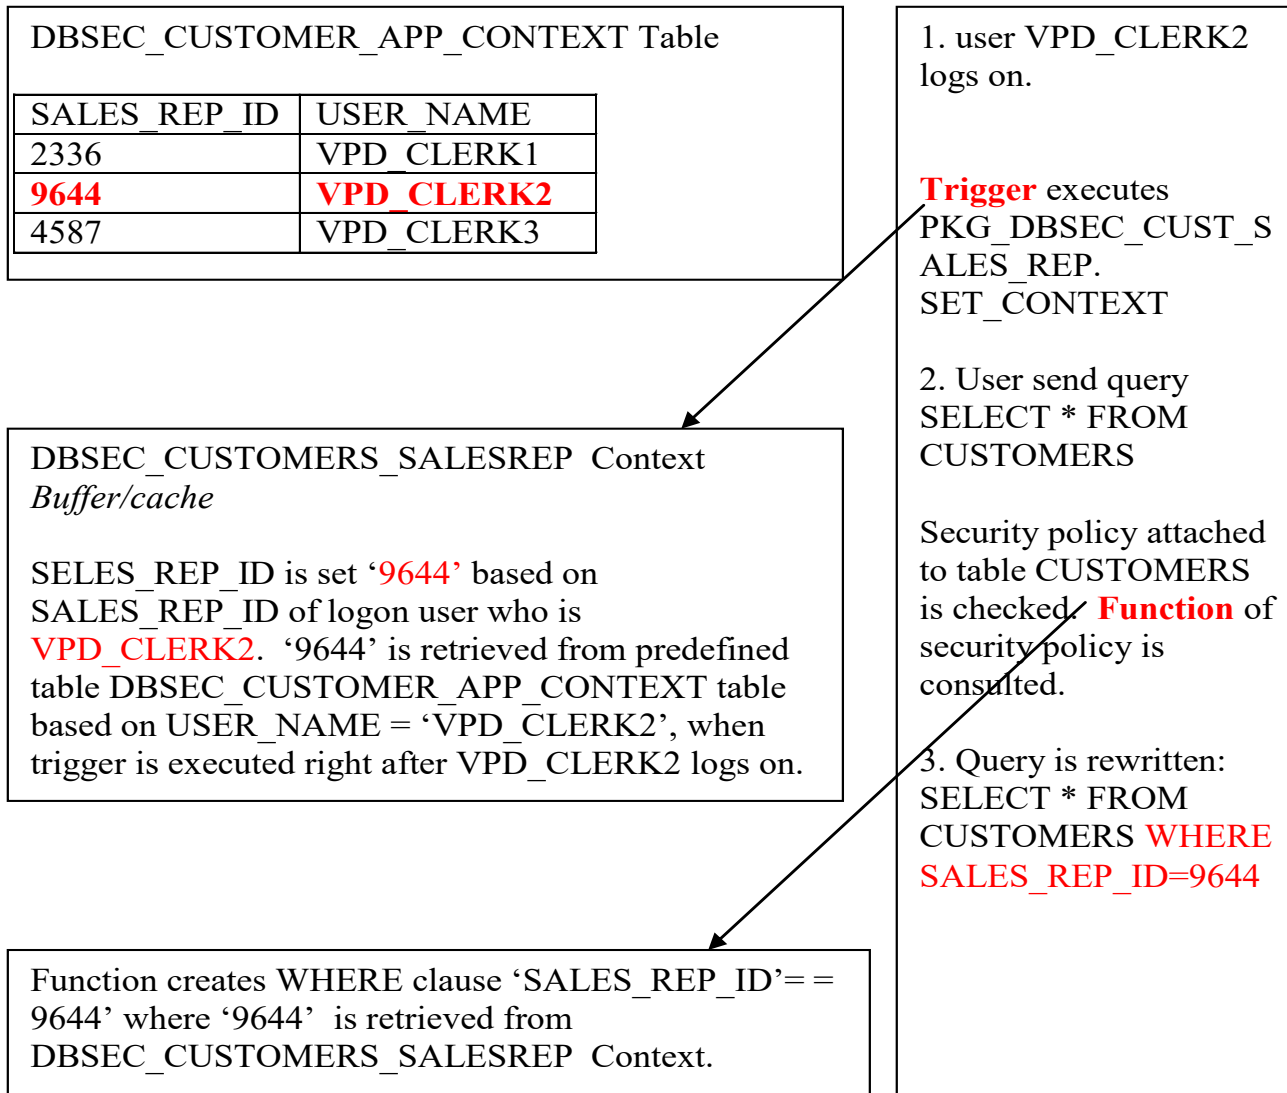 DBSEC_CUSTOMER_APP_CONTEXT Table
SALES_REP_ID USER_NAME
2336 VPD_CLERK1
9644 VPD_CLERK2
4587 VPD_CLERK3
DBSEC_CUSTOMERS_SALESREP Context
Buffer/cache
SELES_REP_ID is set ‘9644’ based on
SALES_REP_ID of logon user who is
VPD_CLERK2. ‘9644’ is retrieved from predefined
table DBSEC_CUSTOMER_APP_CONTEXT table
based on USER_NAME = ‘VPD_CLERK2’, when
trigger is executed right after VPD_CLERK2 logs on.
Function creates WHERE clause ‘SALES_REP_ID’= =
9644’ where ‘9644’ is retrieved from
DBSEC_CUSTOMERS_SALESREP Context.
1. user VPD_CLERK2
logs on.
Trigger executes
PKG_DBSEC_CUST_S
ALES_REP.
SET_CONTEXT
2. User send query
SELECT * FROM
CUSTOMERS
Security policy attached
to table CUSTOMERS
is checked. Function of
security policy is
consulted.
3. Query is rewritten:
SELECT * FROM
CUSTOMERS WHERE
SALES_REP_ID=9644